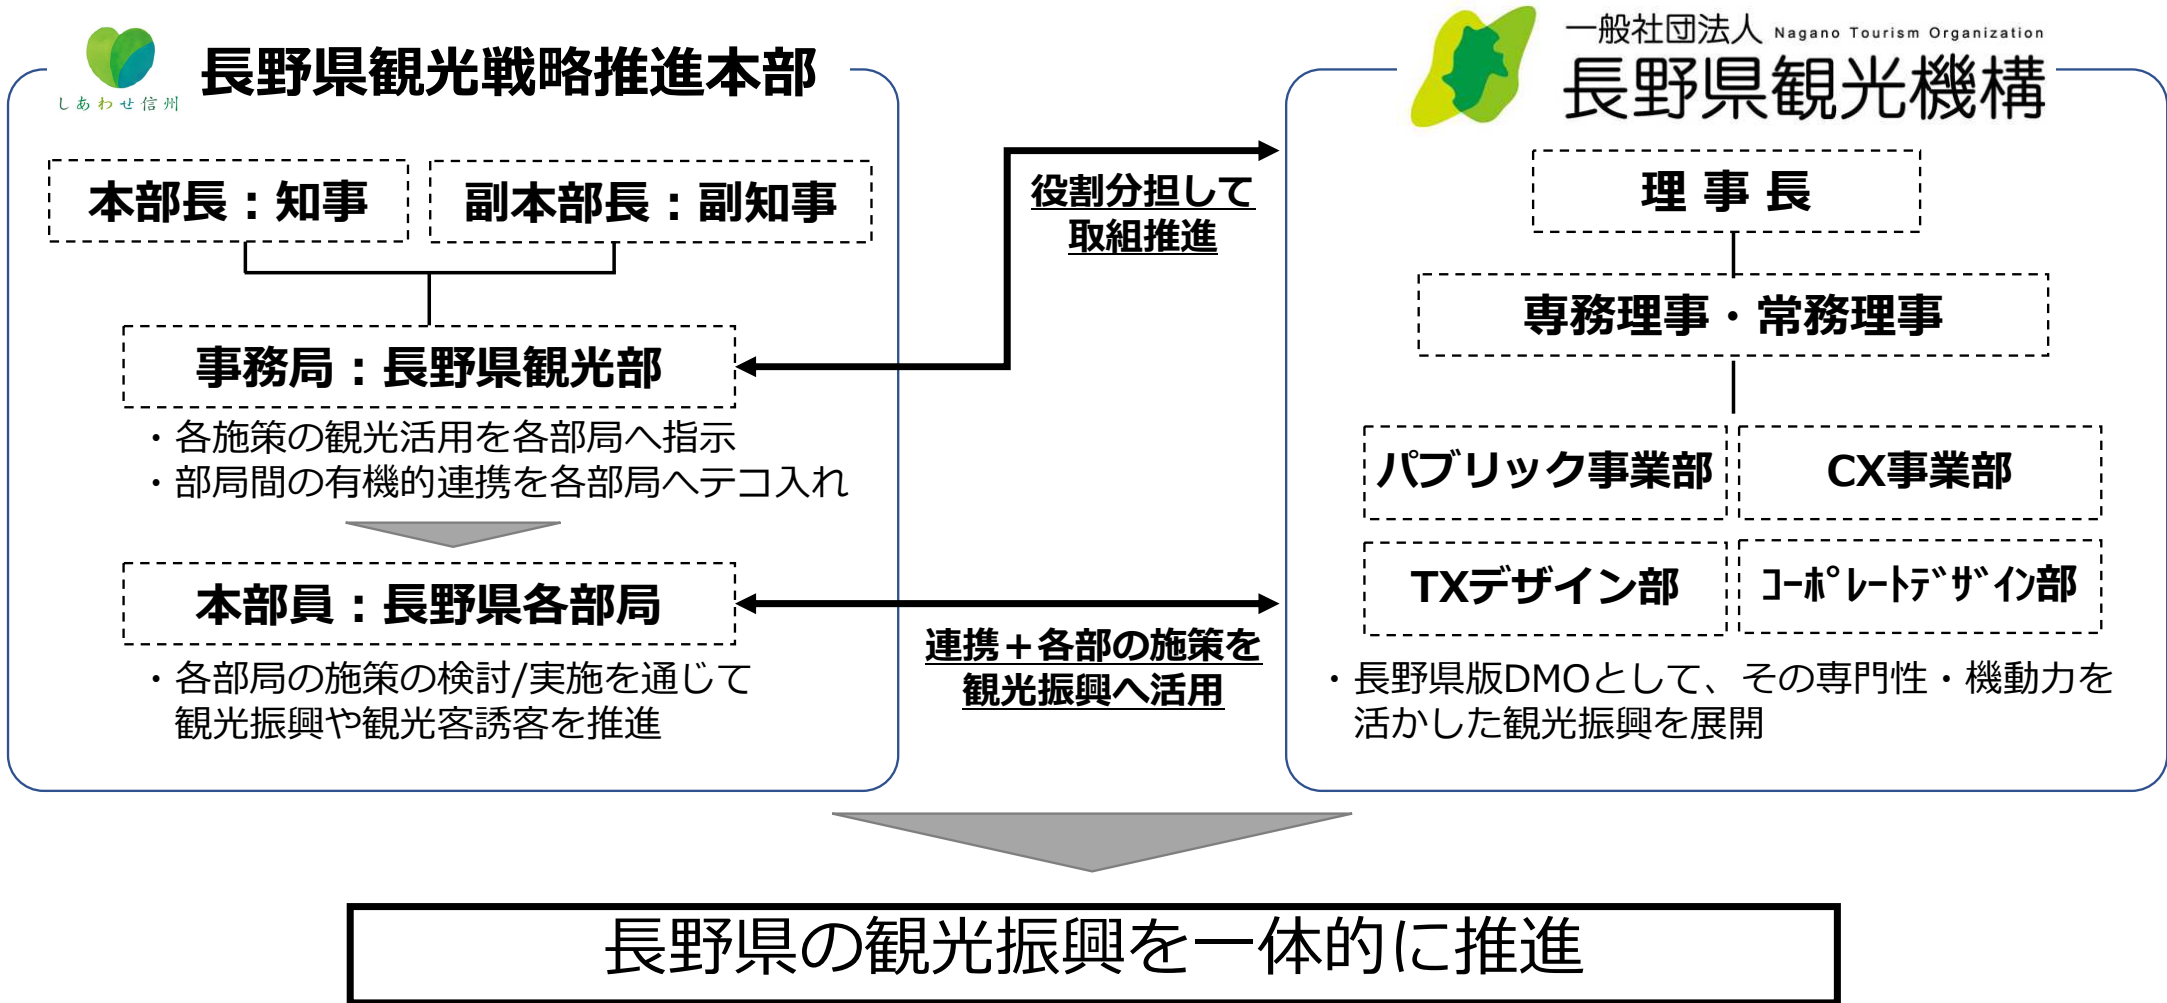 しあわせ信州
長野県観光戦略推進本部
本部長：知事
副本部長：副知事
事務局：長野県観光部
・各施策の観光活用を各部局へ指示
・部局間の有機的連携を各部局へテコ入れ
本部員：長野県各部局
・各部局の施策の検討/実施を通じて
観光振興や観光客誘客を推進
役割分担して
取組推進
連携＋各部の施策を
観光振興へ活用
一般社団法人 Nagano Tourism Organization
長野県観光機構
理 事 長
専務理事・常務理事
パブリック事業部
CX事業部
TXデザイン部
ｺｰﾎﾟﾚｰﾄﾃﾞｻﾞｲﾝ部
・長野県版DMOとして、その専門性・機動力を
活かした観光振興を展開
長野県の観光振興を一体的に推進